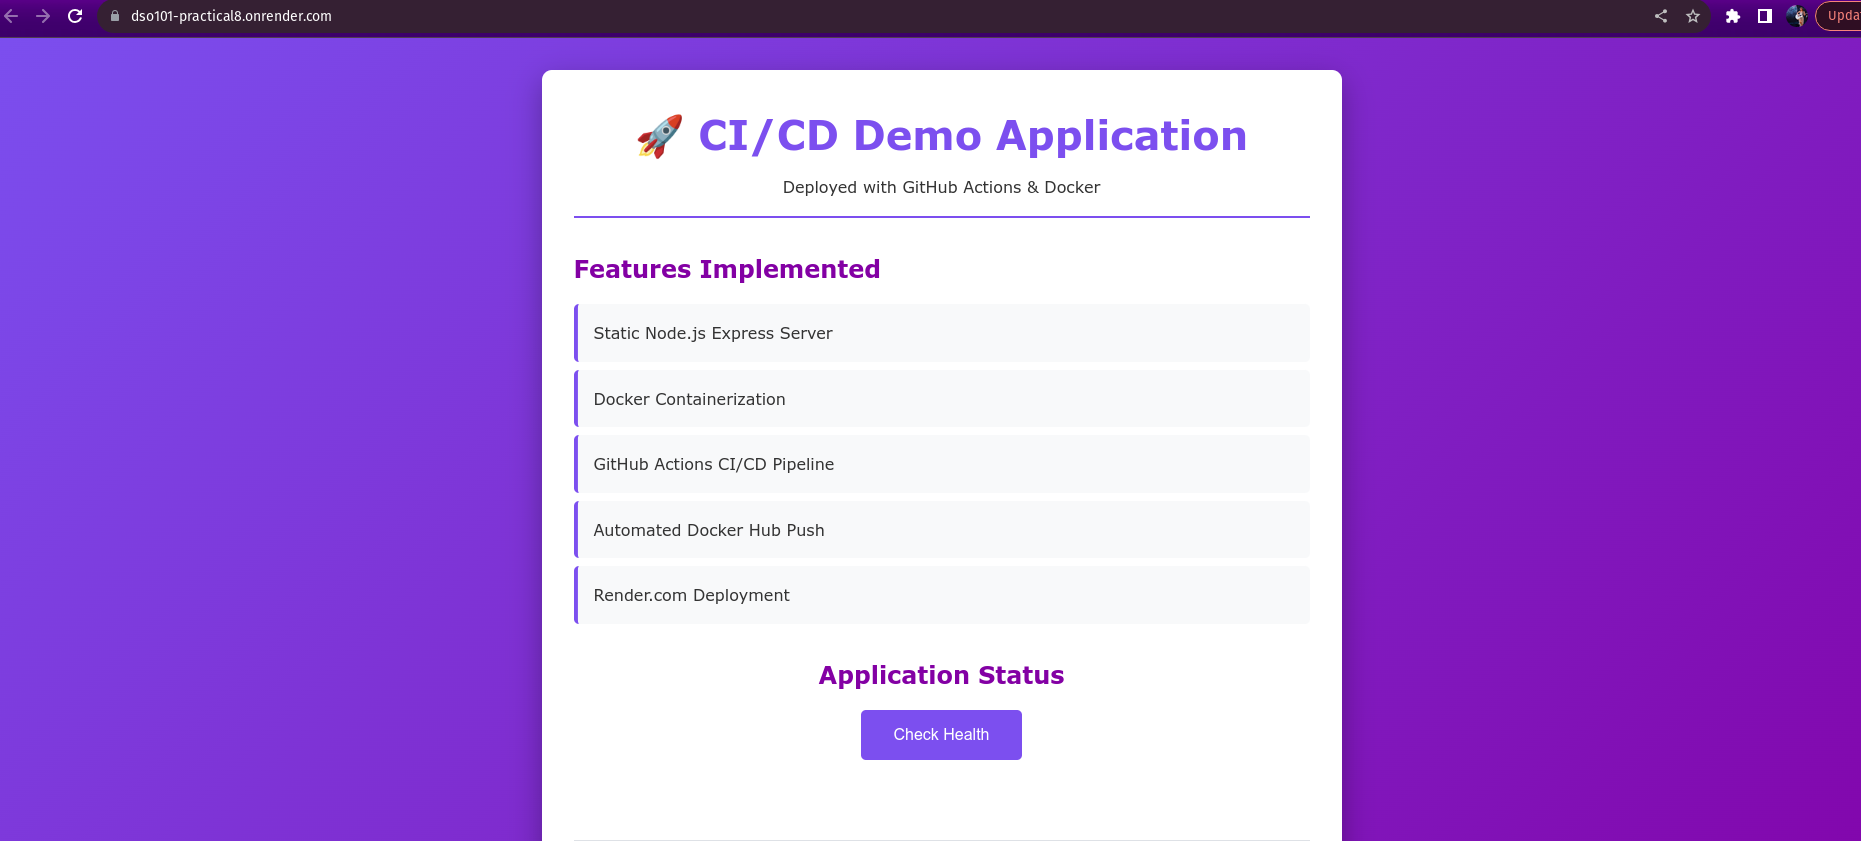 dso101-practical8.onrender.com
Upda
🚀 CI/CD Demo Application
Deployed with GitHub Actions & Docker
Features Implemented
Static Node.js Express Server
Docker Containerization
GitHub Actions CI/CD Pipeline
Automated Docker Hub Push
Render.com Deployment
Application Status
Check Health